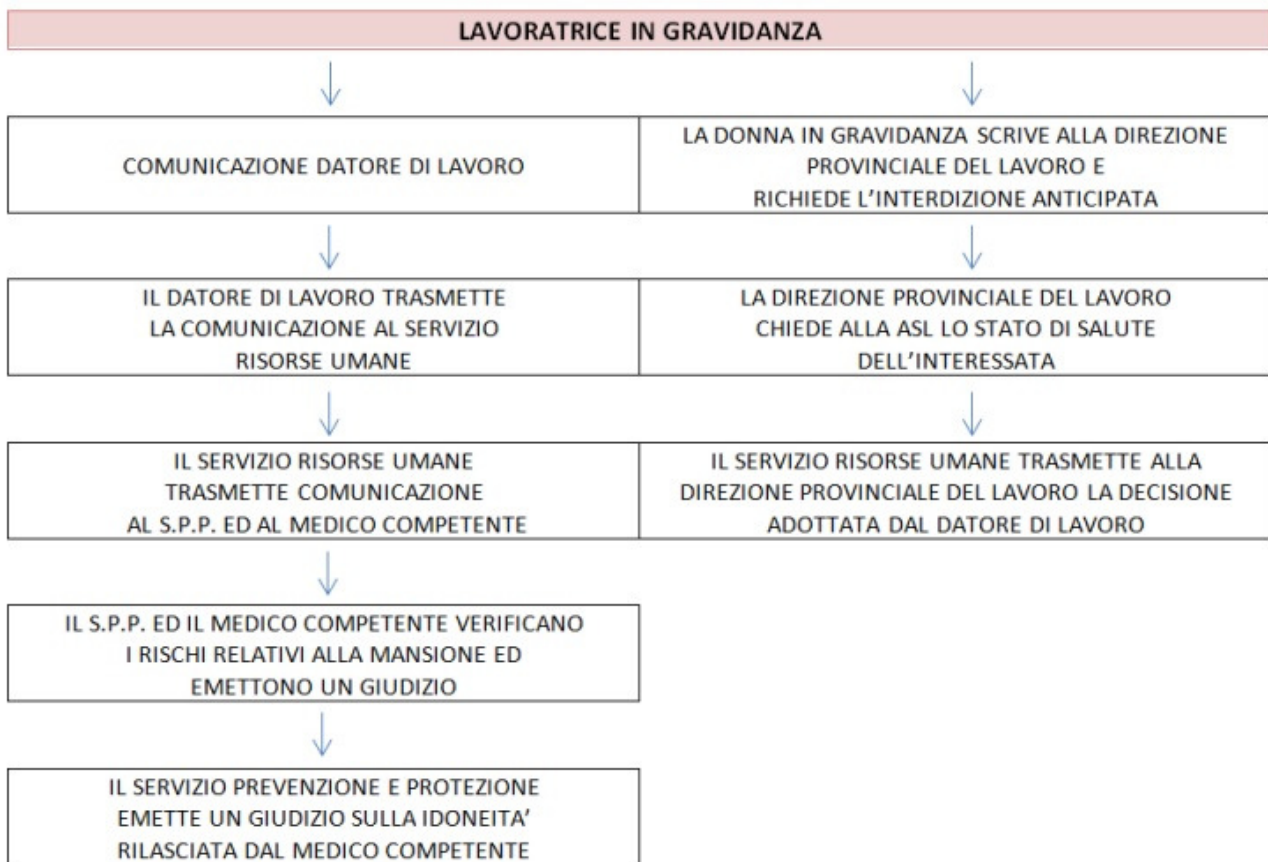 LAVORATRICE IN GRAVIDANZA
COMUNICAZIONE DATORE DI LAVORO
LA DONNA IN GRAVIDANZA SCRIVE ALLA DIREZIONE
PROVINCIALE DEL LAVORO E
RICHIEDE L'INTERDIZIONE ANTICIPATA
IL DATORE DI LAVORO TRASMETTE
LA COMUNICAZIONE AL SERVIZIO
RISORSE UMANE
LA DIREZIONE PROVINCIALE DEL LAVORO
CHIEDE ALLA ASL LO STATO DI SALUTE
DELL'INTERESSATA
IL SERVIZIO RISORSE UMANE
TRASMETTE COMUNICAZIONE
AL S.P.P. ED AL MEDICO COMPETENTE
IL SERVIZIO RISORSE UMANE TRASMETTE ALLA
DIREZIONE PROVINCIALE DEL LAVORO LA DECISIONE
ADOTTATA DAL DATORE DI LAVORO
IL S.P.P. ED IL MEDICO COMPETENTE VERIFICANO
I RISCHI RELATIVI ALLA MANSIONE ED
EMETTONO UN GIUDIZIO
IL SERVIZIO PREVENZIONE E PROTEZIONE
EMETTE UN GIUDIZIO SULLA IDONEITA'
RILASCIATA DAL MEDICO COMPETENTE